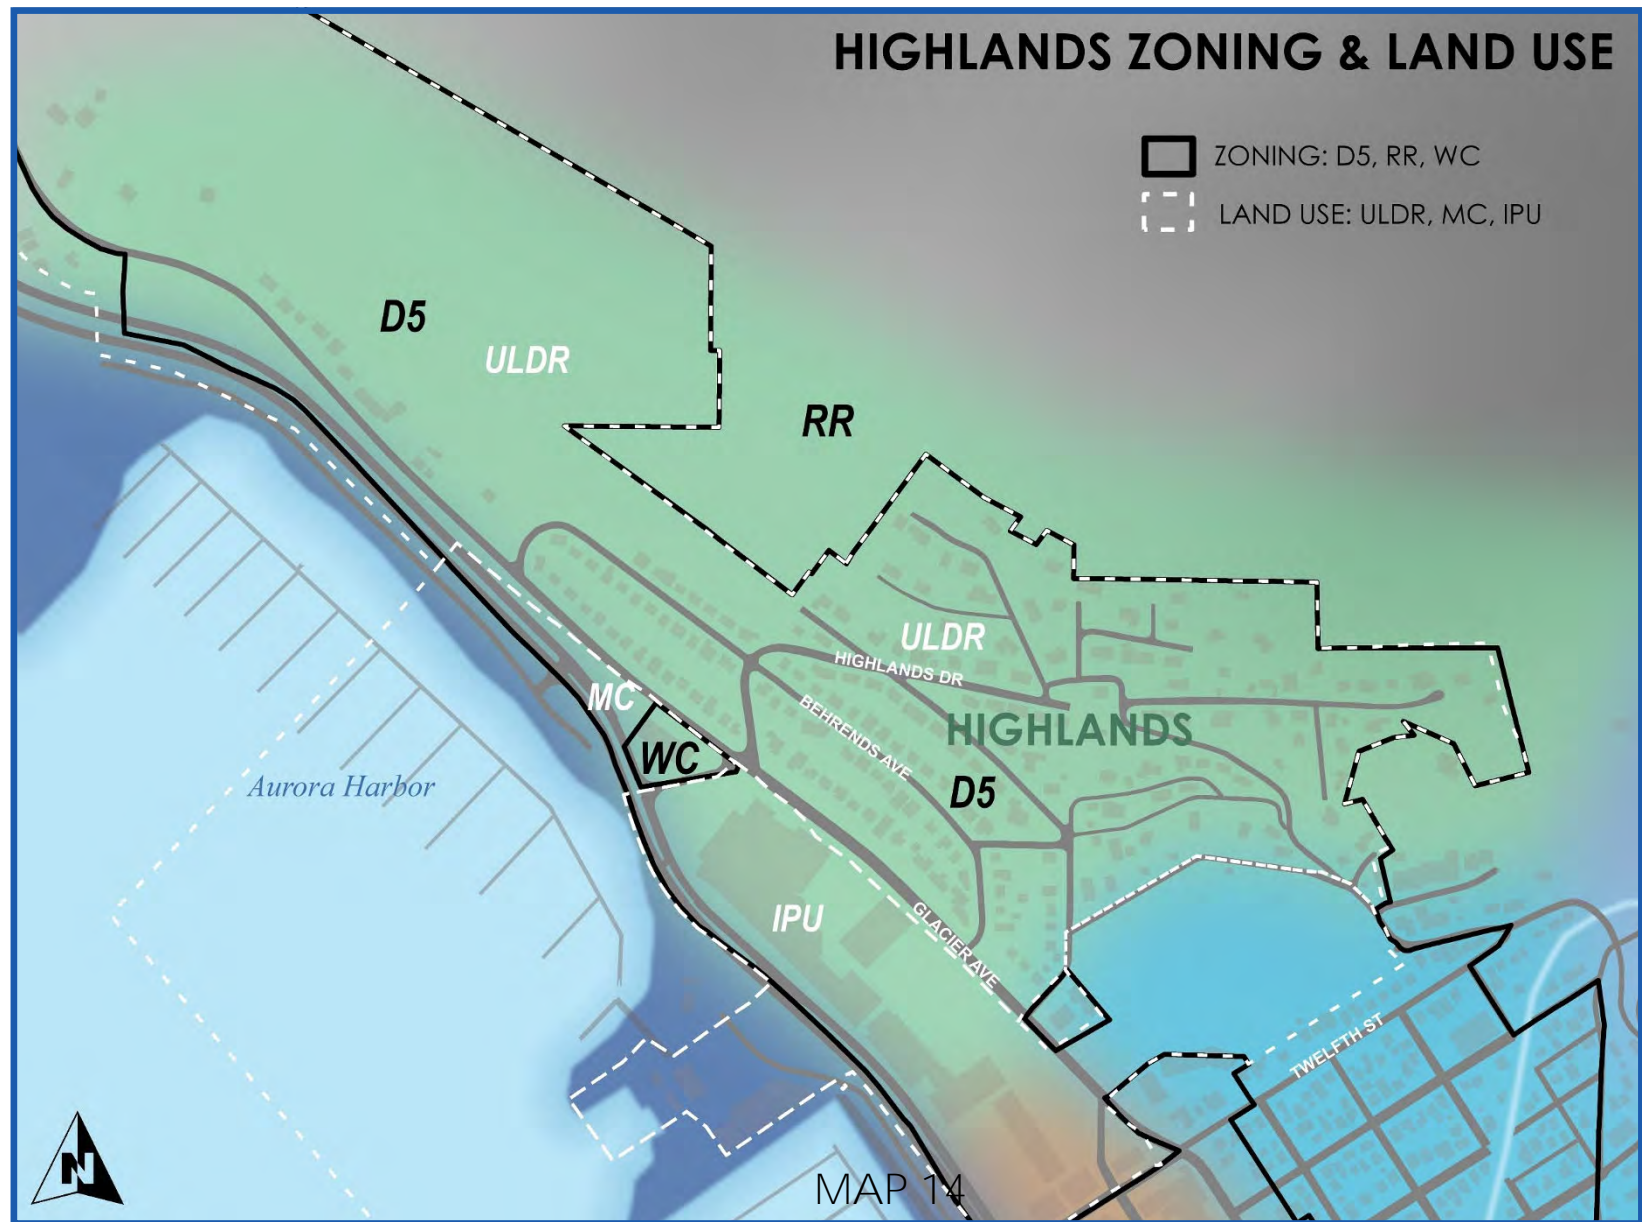 HIGHLANDS ZONING & LAND USE
ZONING: D5, RR, WC
LAND USE: ULDR, MC, IPU
D5
ULDR
RR
ULDR
HIGHLANDS DR
MC
BEHRENDS AVE
HIGHLANDS
WC
Aurora Harbor
D5
IPU
GLACIER AVE
TWELFTH ST
N
MAP 14